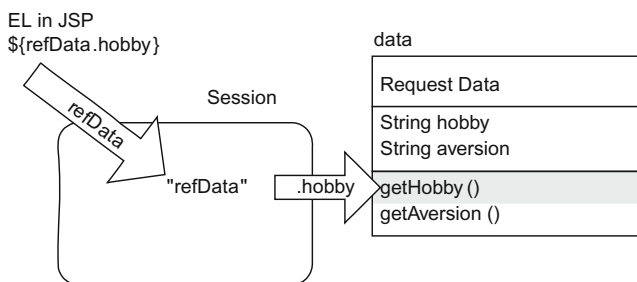 EL in JSP
${refData.hobby}
refData
Session
"refData"
.hobby
data
Request Data
String hobby
String aversion
getHobby ()
getAversion ()